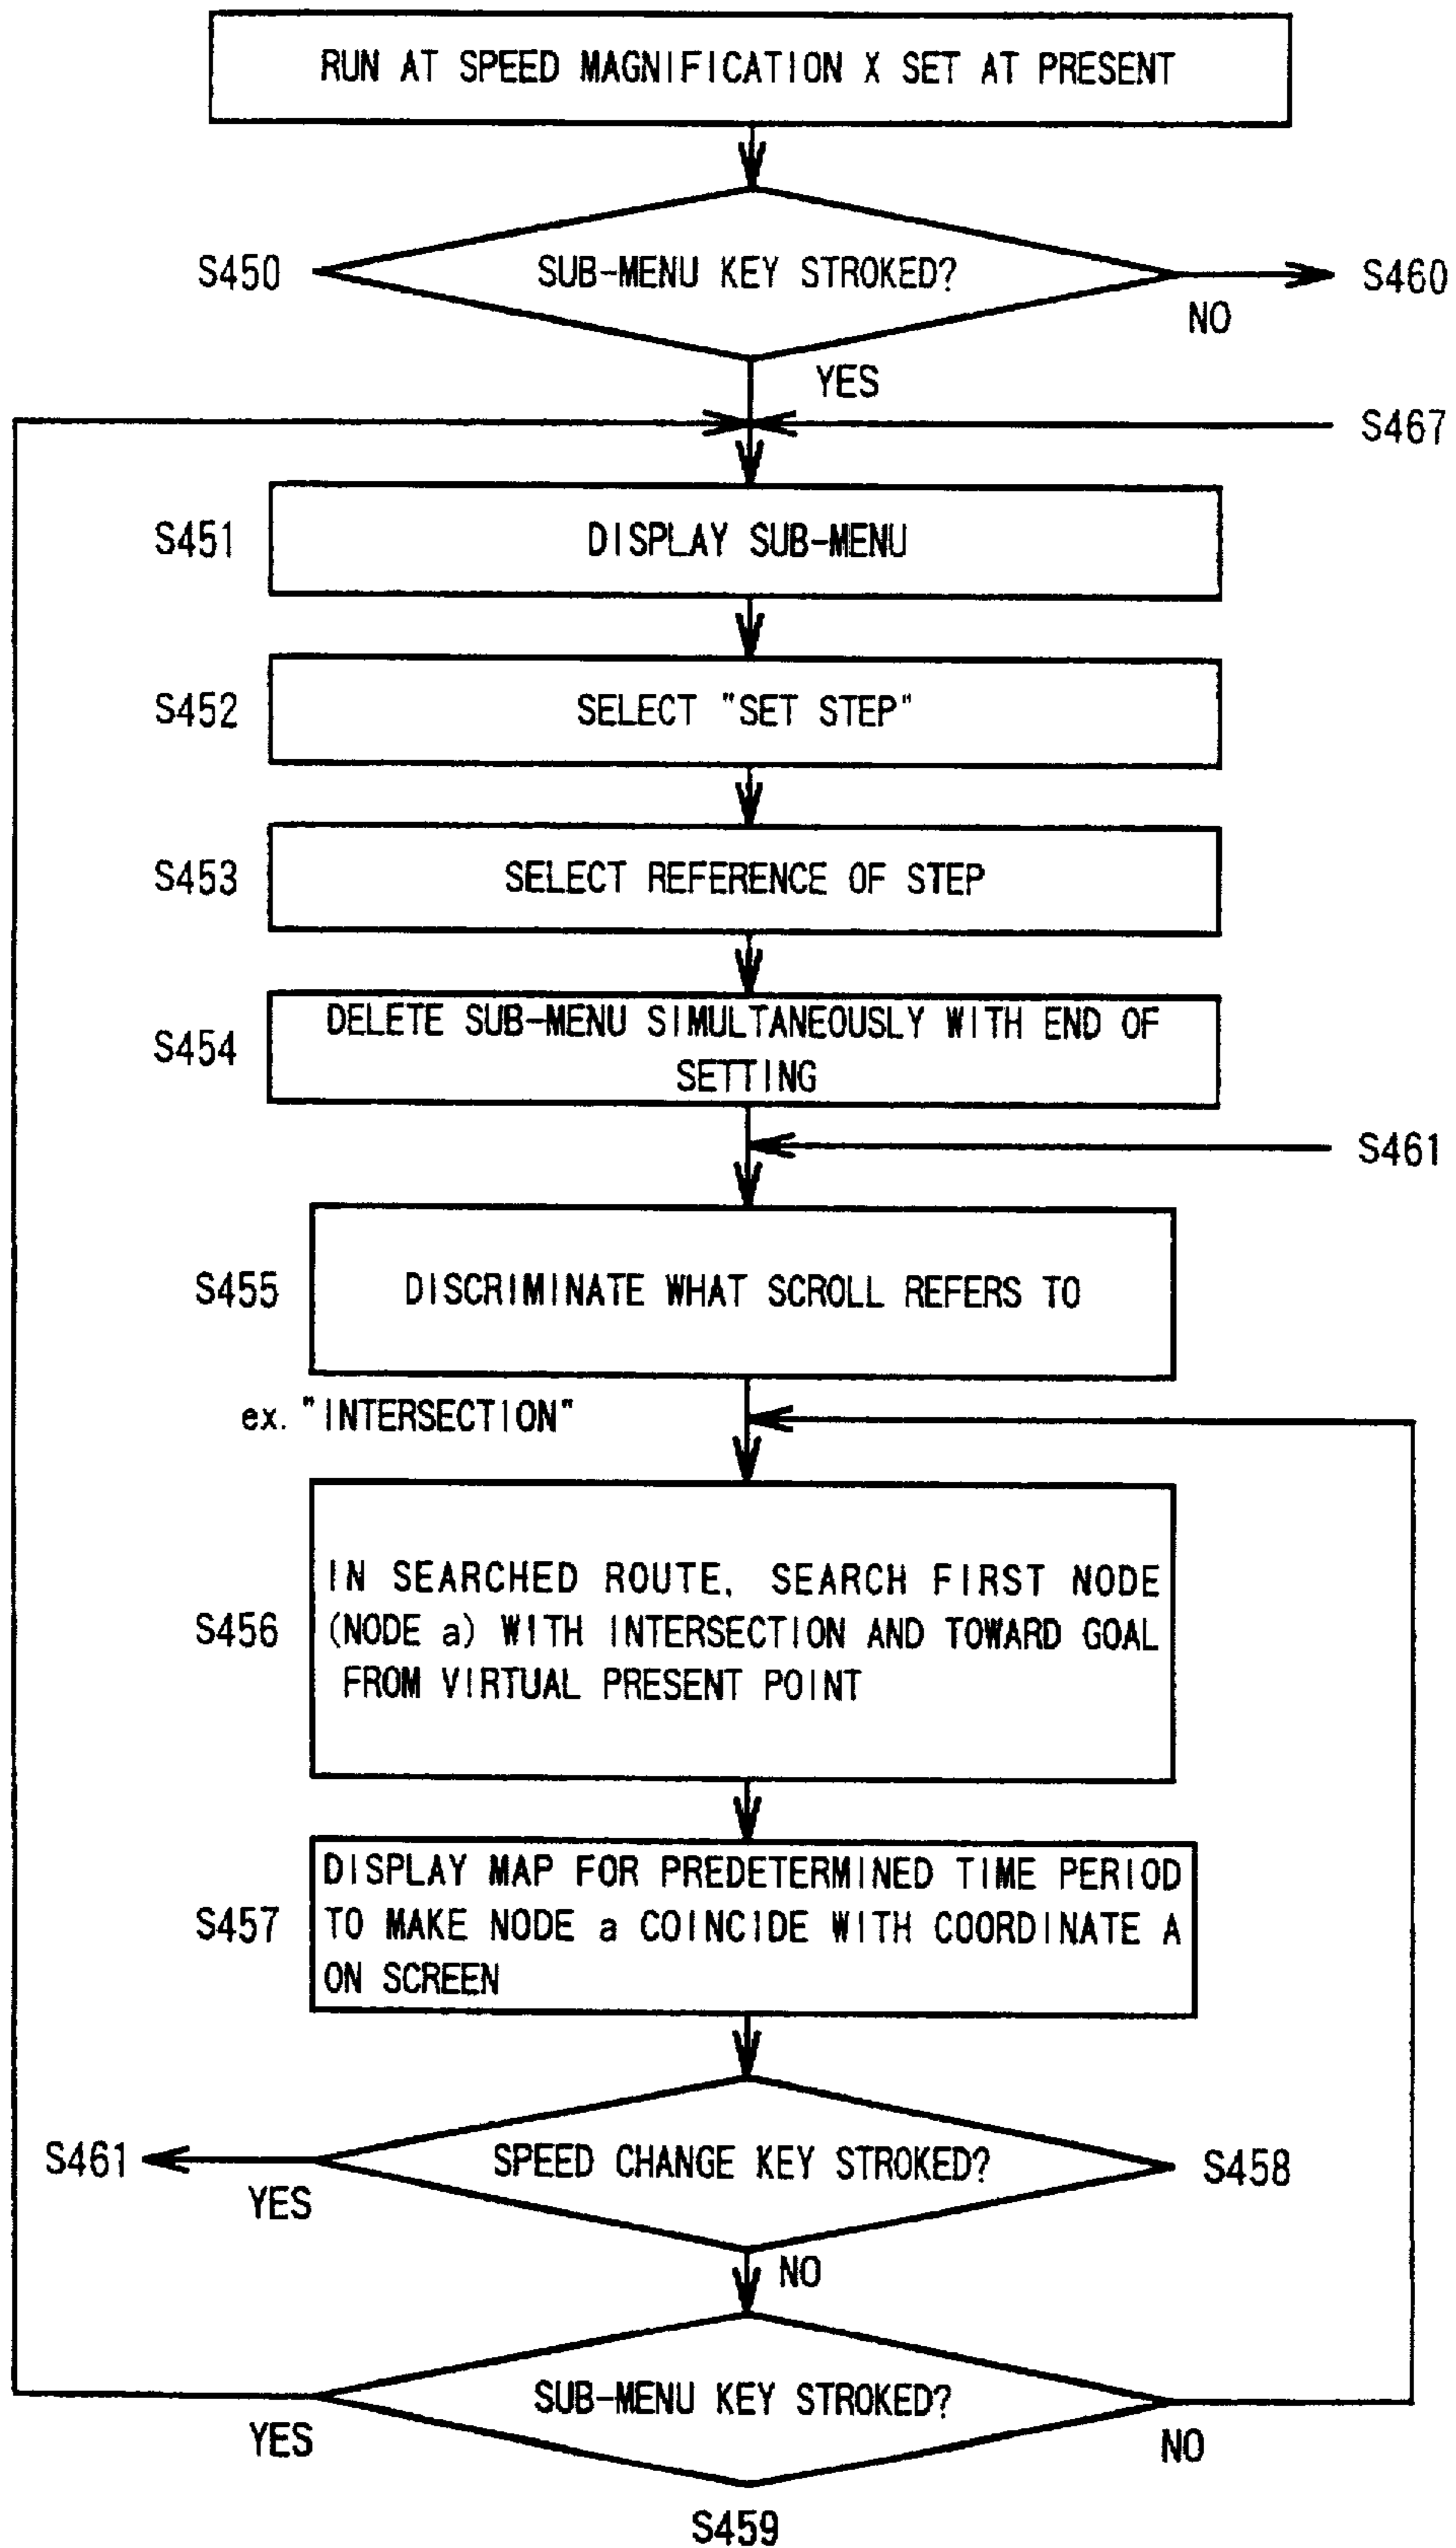 RUN AT SPEED MAGNIFICATION X SET AT PRESENT
S450
SUB-MENU KEY STROKED?
S460
NO
YES
S467
S451
DISPLAY SUB-MENU
S452
SELECT "SET STEP"
S453
SELECT REFERENCE OF STEP
S454
DELETE SUB-MENU SIMULTANEOUSLY WITH END OF
SETTING
S461
S455
DISCRIMINATE WHAT SCROLL REFERS TO
ex. "INTERSECTION"
S456
IN SEARCHED ROUTE, SEARCH FIRST NODE
(NODE a) WITH INTERSECTION AND TOWARD GOAL
FROM VIRTUAL PRESENT POINT
S457
DISPLAY MAP FOR PREDETERMINED TIME PERIOD
TO MAKE NODE a COINCIDE WITH COORDINATE A
ON SCREEN
S461
SPEED CHANGE KEY STROKED?
S458
YES
NO
SUB-MENU KEY STROKED?
YES
NO
S459